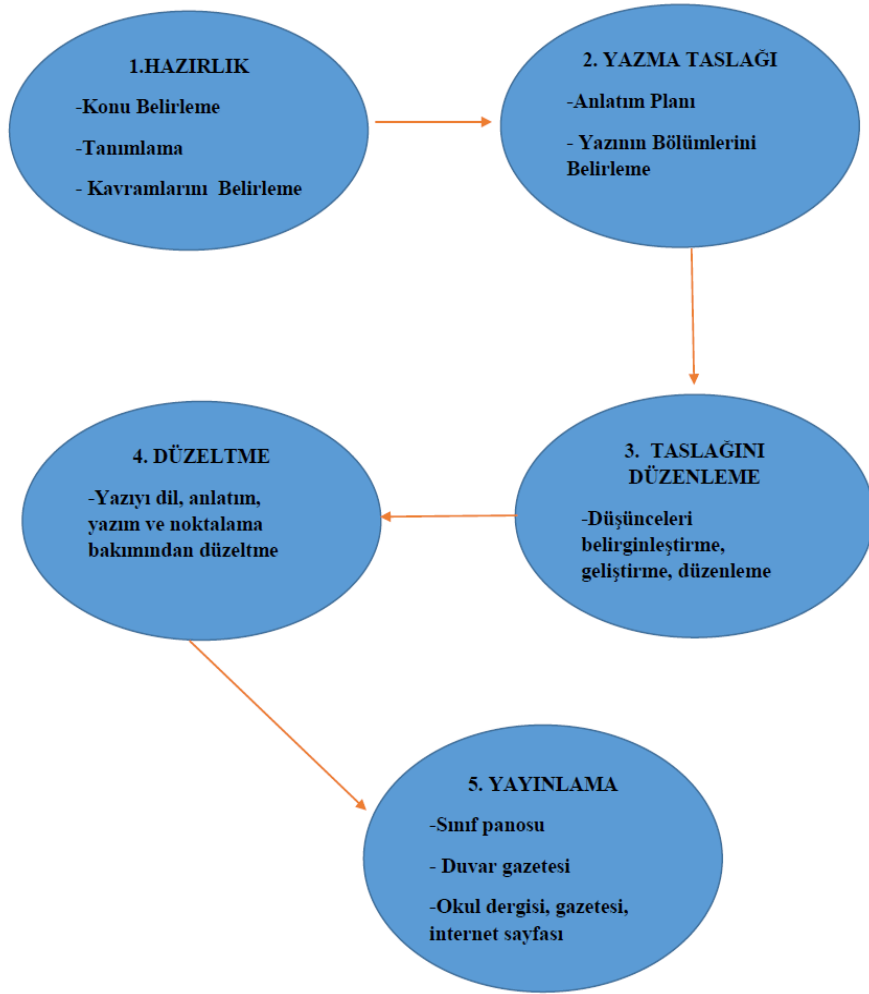 1.HAZIRLIK
-Konu Belirleme
-Tanımlama
- Kavramlarını Belirleme
2. YAZMA TASLAĞI
-Anlatım Planı
- Yazının Bölümlerini
Belirleme
3. TASLAĞINI
DÜZENLEME
-Düşünceleri
belirginleştirme,
geliştirme, düzenleme
4. DÜZELTME
-Yazıyı dil, anlatım,
yazım ve noktalama
bakımından düzeltme
5. YAYINLAMA
-Sınıf panosu
- Duvar gazetesi
-Okul dergisi, gazetesi,
internet sayfası